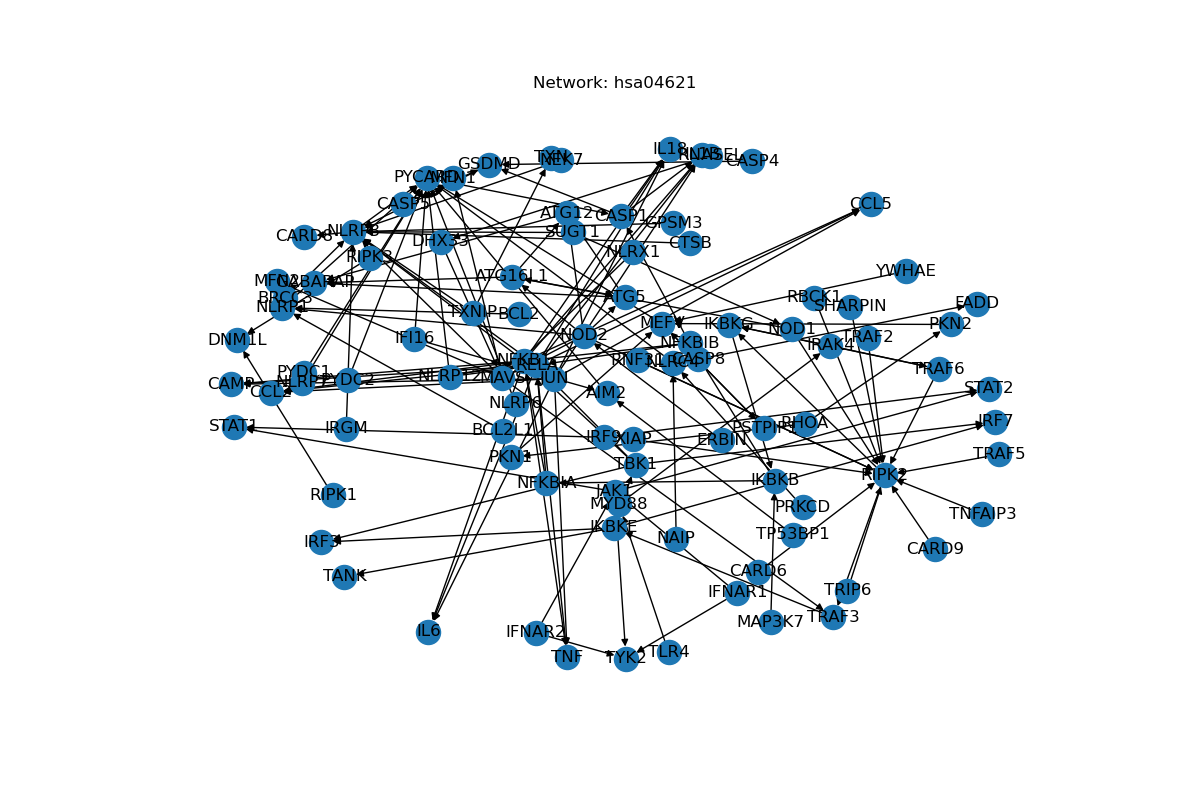 Network: hsa04621
IL18
CASP4
GSDMD
TXN
NEK7
PYCARD
MFN1
CASP5
CCL5
ATG12
CASP1
GPSM3
SUGT1
CARD8
NLRP3
DHX33
CTSB
NLRX1
RIPK3
YWHAE
ATG16L1
MFN2
GABARAP
BRCC3
NLRP1
ATG5
RBCK1
SHARPIN
FADD
TXNIP
BCL2
MEFV
IKBKG
NOD1
PKN2
DNM1L
IFI16
NOD2
NFKBIB
IRAK4
TRAF2
NFKB1
RELA
RNF31
NLRC4
CASP8
TRAF6
PYDC1
PYDC2
NLRP12
MAVS
JUN
CAMP
CCL2
AIM2
STAT2
NLRP6
STAT1
IRGM
BCL2L1
IRF9
XIAP
ERBIN
PSTPIP1
RHOA
IRF7
PKN1
TBK1
TRAF5
RIPK2
NFKBIA
IKBKB
RIPK1
JAK1
MYD88
PRKCD
TNFAIP3
IKBKE
TP53BP1
IRF3
NAIP
CARD9
TANK
CARD6
IFNAR1
TRIP6
MAP3K7
TRAF3
IL6
IFNAR2
TNF
TYK2
TLR4